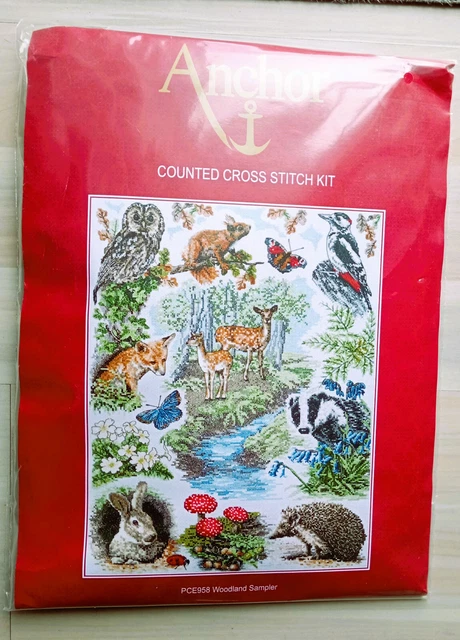 Anchor
COUNTED CROSS STITCH KIT
PCE958 Woodland Sampler